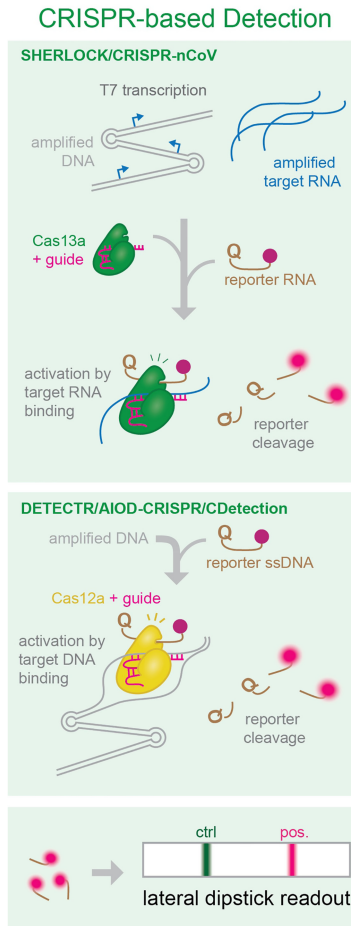 CRISPR-based Detection
SHERLOCK/CRISPR-nCoV
T7 transcription
amplified
DNA
amplified
target RNA
Cas13a
+ guide
Q
reporter RNA
Q
activation by
target RNA
binding
Q
Q
reporter
cleavage
DETECTR/AIOD-CRISPR/CDetection
amplified DNA
Q
reporter ssDNA
Cas12a + guide
Q
activation by
target DNA
binding
Q
Q
reporter
cleavage
ctrl
pos.
lateral dipstick readout